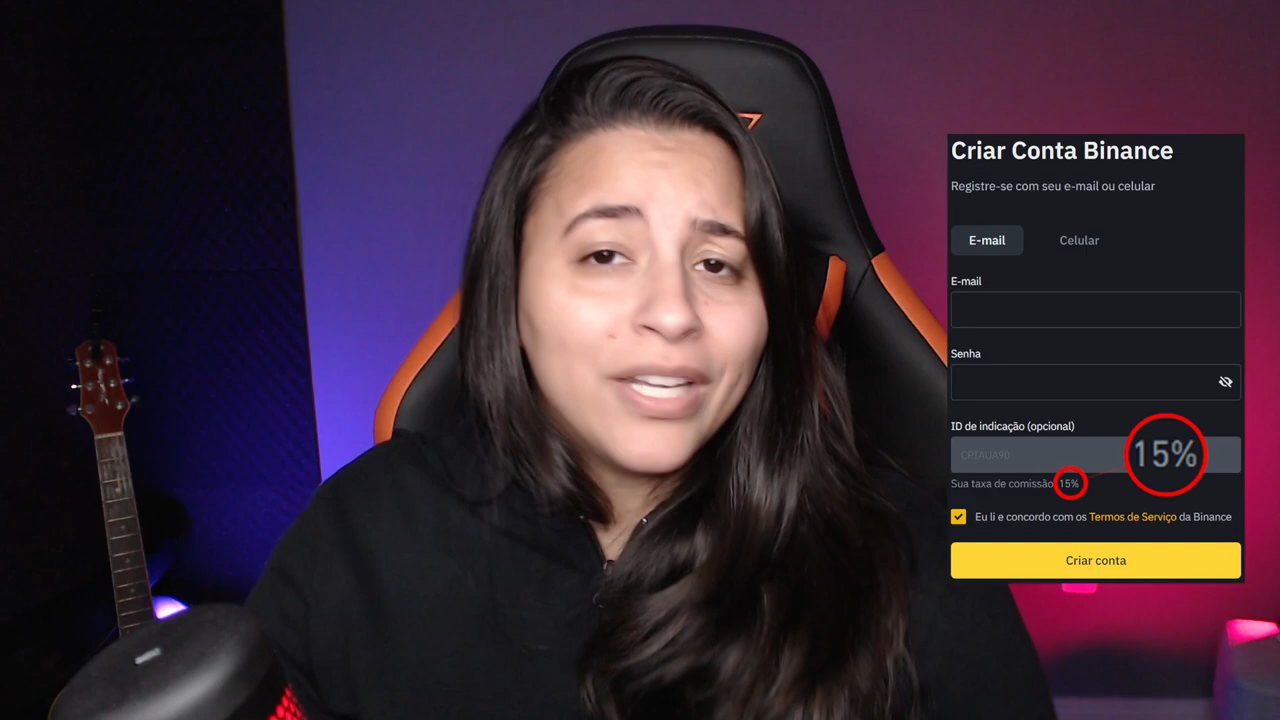 Criar Conta Binance
Registre-se com seu e-mail ou celular
E-mail
Celular
E-mail
Senha
ID de indicação (opcional)
CPTAUA90
15%
Sua taxa de comissão 15%
Eu li e concordo com os Termos de Serviço da Binance
Criar conta